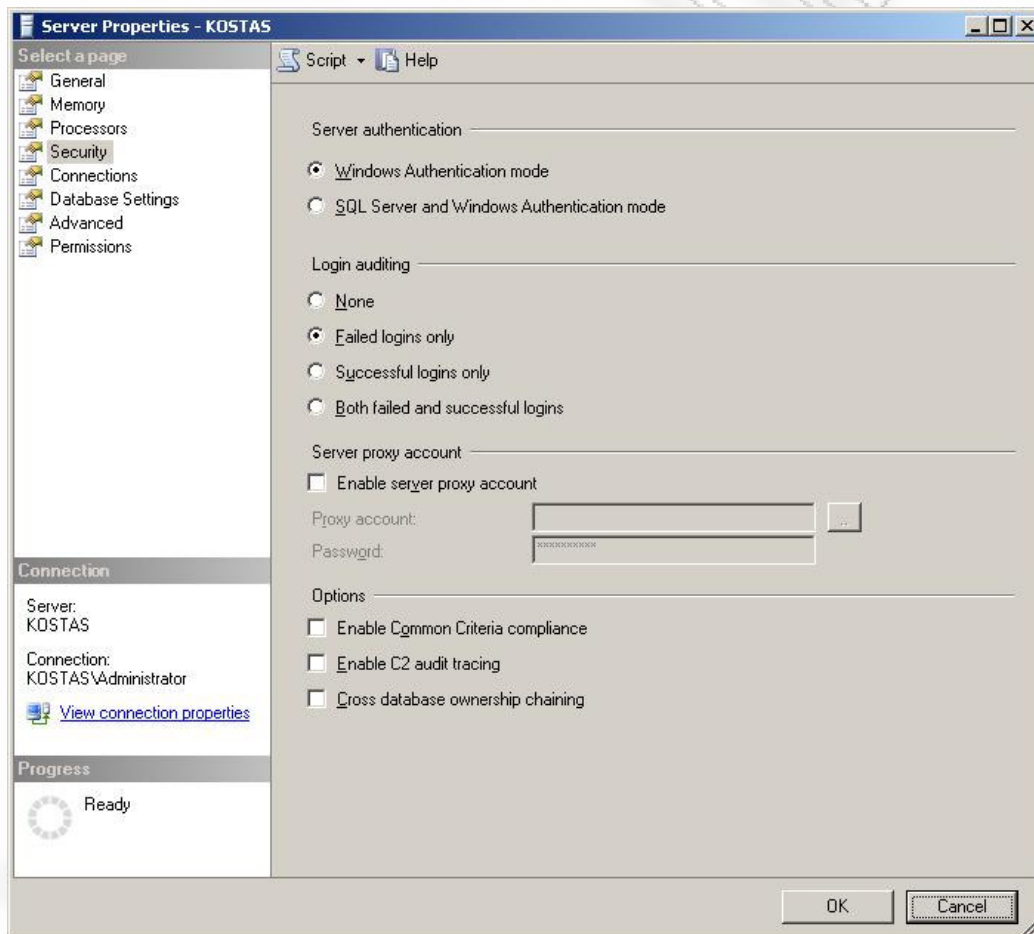 Server Properties - KOSTAS
Select a page
General
Memory
Processors
Security
Connections
Database Settings
Advanced
Permissions
Script
Help
Server authentication
Windows Authentication mode
SQL Server and Windows Authentication mode
Login auditing
None
Failed logins only
Successful logins only
Both failed and successful logins
Server proxy account
Enable server proxy account
Proxy account:
..
Password:
**********
Options
Enable Common Criteria compliance
Enable C2 audit tracing
Cross database ownership chaining
Connection
Server:
KOSTAS
Connection:
KOSTAS\Administrator
View connection properties
Progress
Ready
OK
Cancel